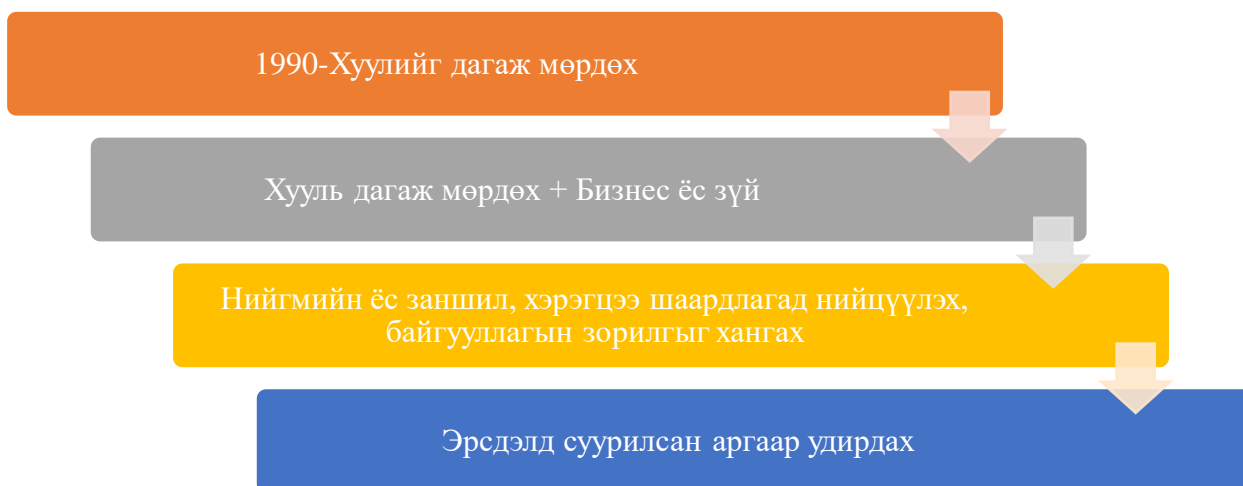 1990-Хуулийг дагаж мөрдөх
Хууль дагаж мөрдөх + Бизнес ёс зүй
Нийгмийн ёс заншил, хэрэгцээ шаардлагад нийцүүлэх,
байгууллагын зорилгыг хангах
Эрсдэлд суурилсан аргаар удирдах